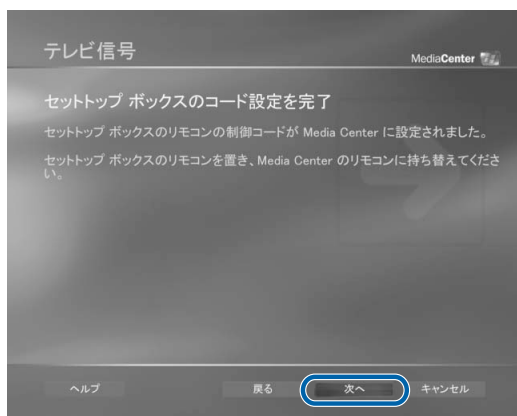 テレビ信号
MediaCenter
セットトップ ボックスのコード設定を完了
セットトップ ボックスのリモコンの制御コードが Media Center に設定されました。
セットトップ ボックスのリモコンを置き、Media Center のリモコンに持ち替えてくださ
い。
ヘルプ 戻る 次へ キャンセル